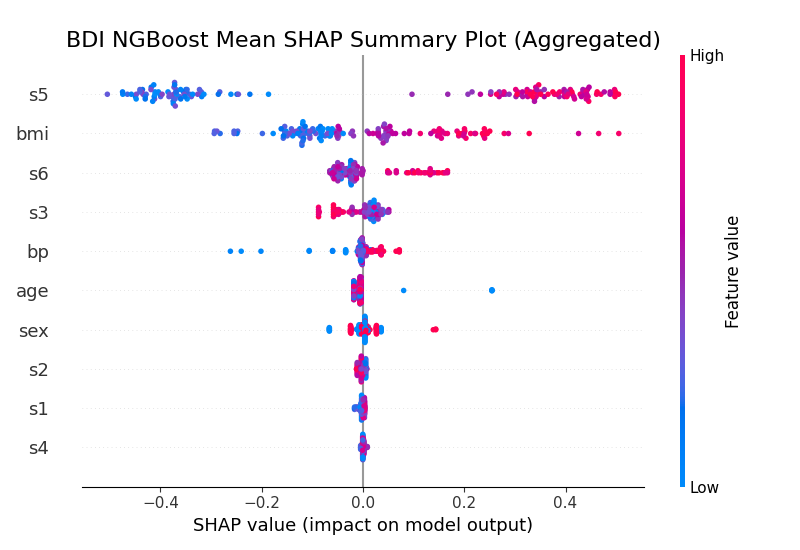 BDI NGBoost Mean SHAP Summary Plot (Aggregated)
High
s5
bmi
s6
s3
bp
age
sex
s2
s1
s4
Feature value
Low
−0.4 −0.2 0.0 0.2 0.4
SHAP value (impact on model output)